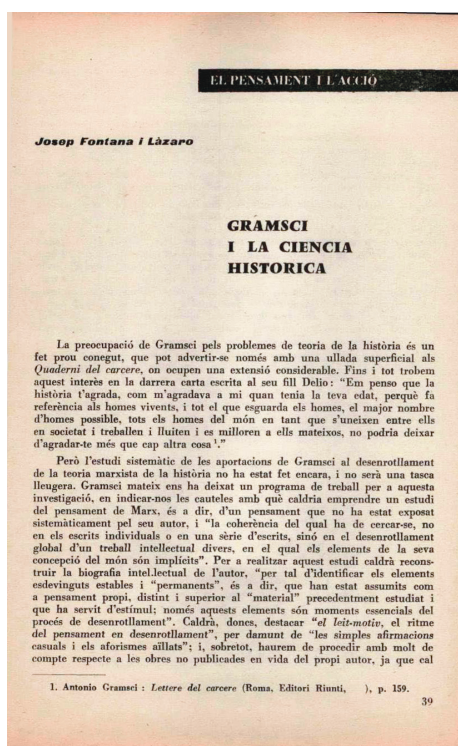 EL PENSAMENT I L'ACCIÓ
Josep Fontana i Làzaro
GRAMSCI
I LA CIENCIA
HISTORICA
La preocupació de Gramsci pels problemes de teoria de la història és un
fet prou conegut, que pot advertir-se només amb una ullada superficial als
Quaderni del carcere, on ocupen una extensió considerable. Fins i tot trobem
aquest interès en la darrera carta escrita al seu fill Delio: "Em penso que la
història t'agrada, com m'agradava a mi quan tenia la teva edat, perquè fa
referència als homes vivents, i tot el que esguarda els homes, el major nombre
d'homes possible, tots els homes del món en tant que s'uneixen entre ells
en societat i treballen i lluiten i es milloren a ells mateixos, no podria deixar
d'agradar-te més que cap altra cosa ¹."
Però l'estudi sistemàtic de les aportacions de Gramsci al desenrotllament
de la teoria marxista de la història no ha estat fet encara, i no serà una tasca
lleugera. Gramsci mateix ens ha deixat un programa de treball per a aquesta
investigació, en indicar-nos les cauteles amb què caldria emprendre un estudi
del pensament de Marx, és a dir, d'un pensament que no ha estat exposat
sistemàticament pel seu autor, i "la coherència del qual ha de cercar-se, no
en els escrits individuals o en una sèrie d'escrits, sinó en el desenrotllament
global d'un treball intellectual divers, en el qual els elements de la seva
concepció del món són implícits". Per a realitzar aquest estudi caldrà recons-
truir la biografia intel.lectual de l'autor, "per tal d'identificar els elements
esdevinguts estables i "permanents", és a dir, que han estat assumits com
a pensament propi, distint i superior al "material" precedentment estudiat i
que ha servit d'estímul; només aquests elements són moments essencials del
procés de desenrotllament". Caldrà, doncs, destacar "el leit-motiv, el ritme
del pensament en desenrotllament", per damunt de "les simples afirmacions
casuals i els aforismes aïllats"; i, sobretot, haurem de procedir amb molt de
compte respecte a les obres no publicades en vida del propi autor, ja que cal
1. Antonio Gramsci : Lettere del carcere (Roma, Editori Riunti, ), p. 159.
39